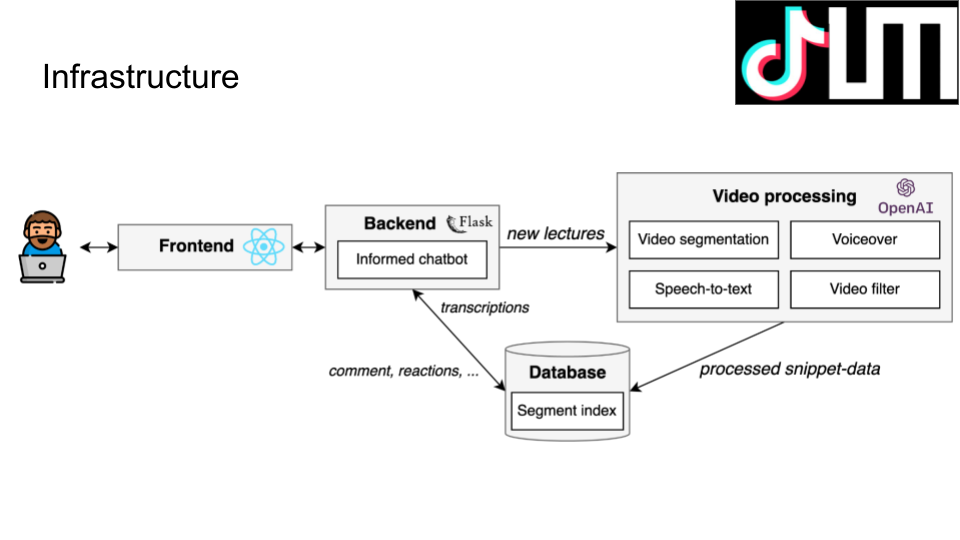 Infrastructure
Frontend
Backend
Flask
Informed chatbot
new lectures
Video processing
OpenAI
Video segmentation
Voiceover
Speech-to-text
Video filter
transcriptions
comment, reactions, ...
Database
Segment index
processed snippet-data